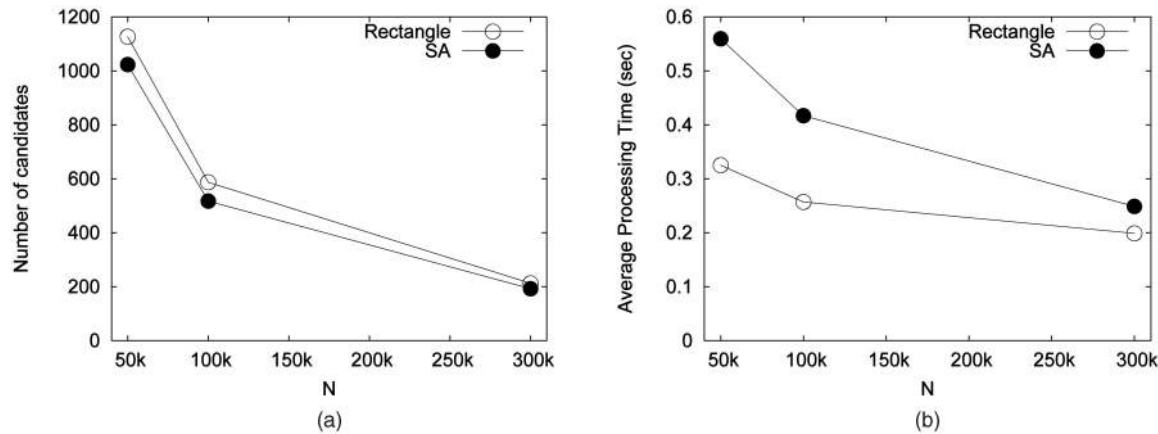 1200
1000
800
600
400
200
0
Number of candidates
Rectangle
SA
50k 100k 150k 200k 250k 300k
N
(a)
0.6
0.5
0.4
0.3
0.2
0.1
0
Average Processing Time (sec)
Rectangle
SA
50k 100k 150k 200k 250k 300k
N
(b)